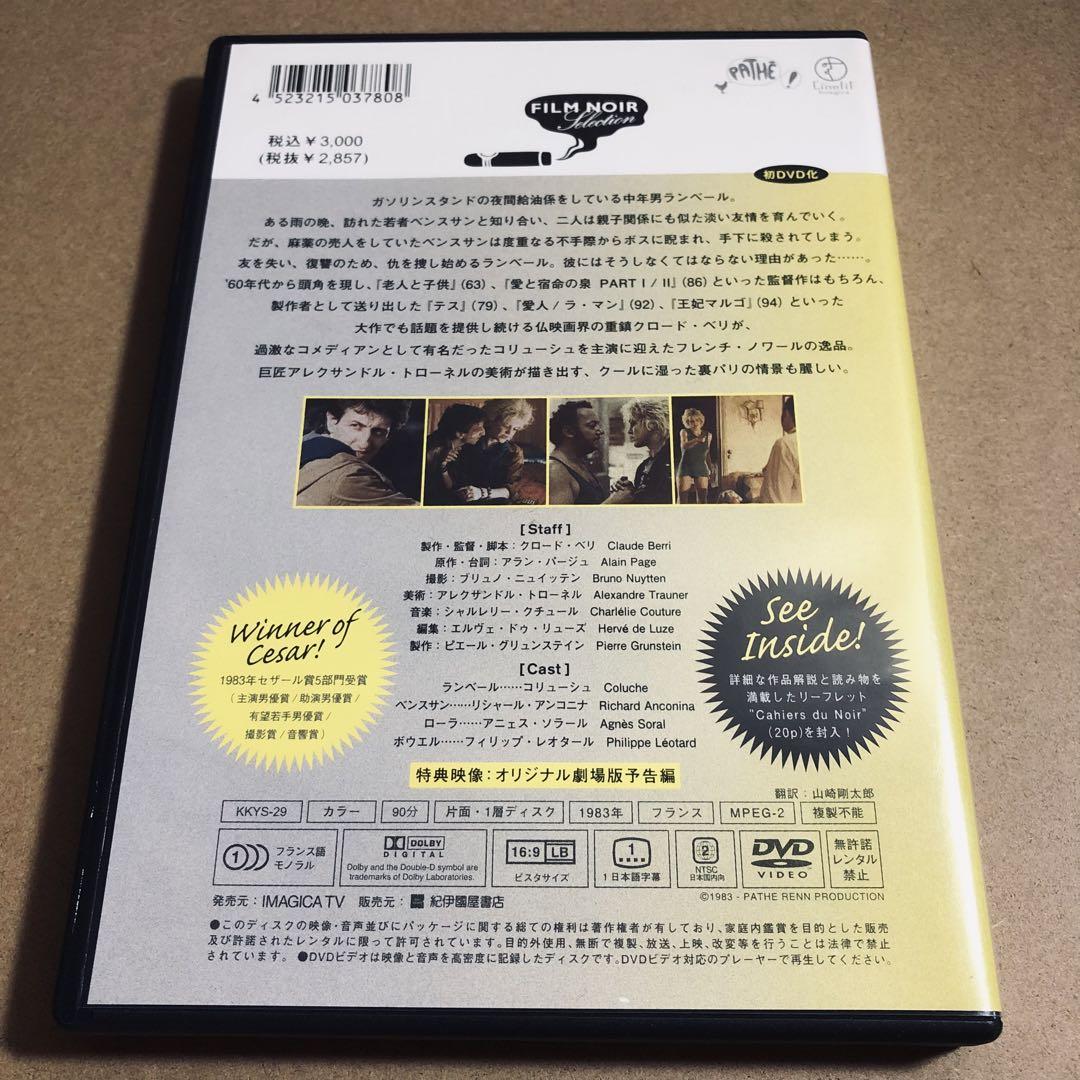 4 523215 037808
税込￥3,000
(税抜￥2,857)
FILM NOIR
Selection
PATHÉ!
初DVD化
ガソリンスタンドの夜間給油係をしている中年男ランベール。
ある雨の晩、訪れた若者ベンスサンと知り合い、二人は親子関係にも似た淡い友情を育んでいく。
だが、麻薬の売人をしていたベンスサンは度重なる不手際からボスに睨まれ、手下に殺されてしまう。
友を失い、復讐のため、仇を捜し始めるランベール。彼にはそうしなくてはならない理由があった……。
'60年代から頭角を現し、『老人と子供』(63)、『愛と宿命の泉 PART I / II』(86)といった監督作はもちろん、
製作者として送り出した『テス』(79)、『愛人/ラ・マン』(92)、『王妃マルゴ』(94)といった
大作でも話題を提供し続ける仏映画界の重鎮クロード・ベリが、
過激なコメディアンとして有名だったコリューシュを主演に迎えたフレンチ・ノワールの逸品。
巨匠アレクサンドル・トローネルの美術が描き出す、クールに湿った裏パリの情景も麗しい。
[Staff]
製作・監督・脚本：クロード・ベリ Claude Berri
原作・台詞：アラン・パージュ Alain Page
撮影：ブリュノ・ニュイッテン Bruno Nuytten
美術：アレクサンドル・トローネル Alexandre Trauner
音楽：シャルレリー・クチュール Charlélie Couture
編集：エルヴェ・ドゥ・リューズ Hervé de Luze
製作：ピエール・グリュンステイン Pierre Grunstein
[Cast]
ランベール……コリューシュ Coluche
ベンスサン……リシャール・アンコニナ Richard Anconina
ローラ……アニェス・ソラール Agnès Soral
ボウエル……フィリップ・レオタール Philippe Léotard
Winner of
Cesar!
1983年セザール賞5部門受賞
(主演男優賞/助演男優賞/
有望若手男優賞/
撮影賞/音響賞)
See
Inside!
詳細な作品解説と読み物を
満載したリーフレット
"Cahiers du Noir"
(20p)を封入！
特典映像：オリジナル劇場版予告編
翻訳：山崎剛太郎
KKYS-29 カラー 90分 片面・1層ディスク 1983年 フランス MPEG-2 複製不能
1 フランス語
モノラル
DOLBY
DIGITAL
Dolby and the Double-D symbol are
trademarks of Dolby Laboratories.
16:9 LB
ビスタサイズ
1
1 日本語字幕
2
NTSC
日本国内向
DVD
VIDEO
無許諾
レンタル
禁止
発売元：IMAGICA TV 販売元：紀伊國屋書店
©1983 - PATHE RENN PRODUCTION
●このディスクの映像・音声並びにパッケージに関する総ての権利は著作権者が有しており、家庭内鑑賞を目的とした販売
及び許諾されたレンタルに限って許可されています。目的外使用、無断で複製、放送、上映、改変等を行うことは法律で禁止
されています。 ●DVDビデオは映像と音声を高密度に記録したディスクです。DVDビデオ対応のプレーヤーで再生してください。